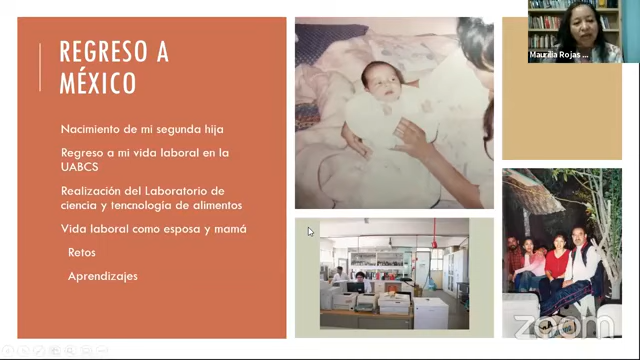 REGRESO A
MÉXICO
Nacimiento de mi segunda hija
Regreso a mi vida laboral en la
UABCS
Realización del Laboratorio de
ciencia y tencnologia de alimentos
Vida laboral como esposa y mamá
Retos
Aprendizajes
Maurilia Rojas ...
zoom